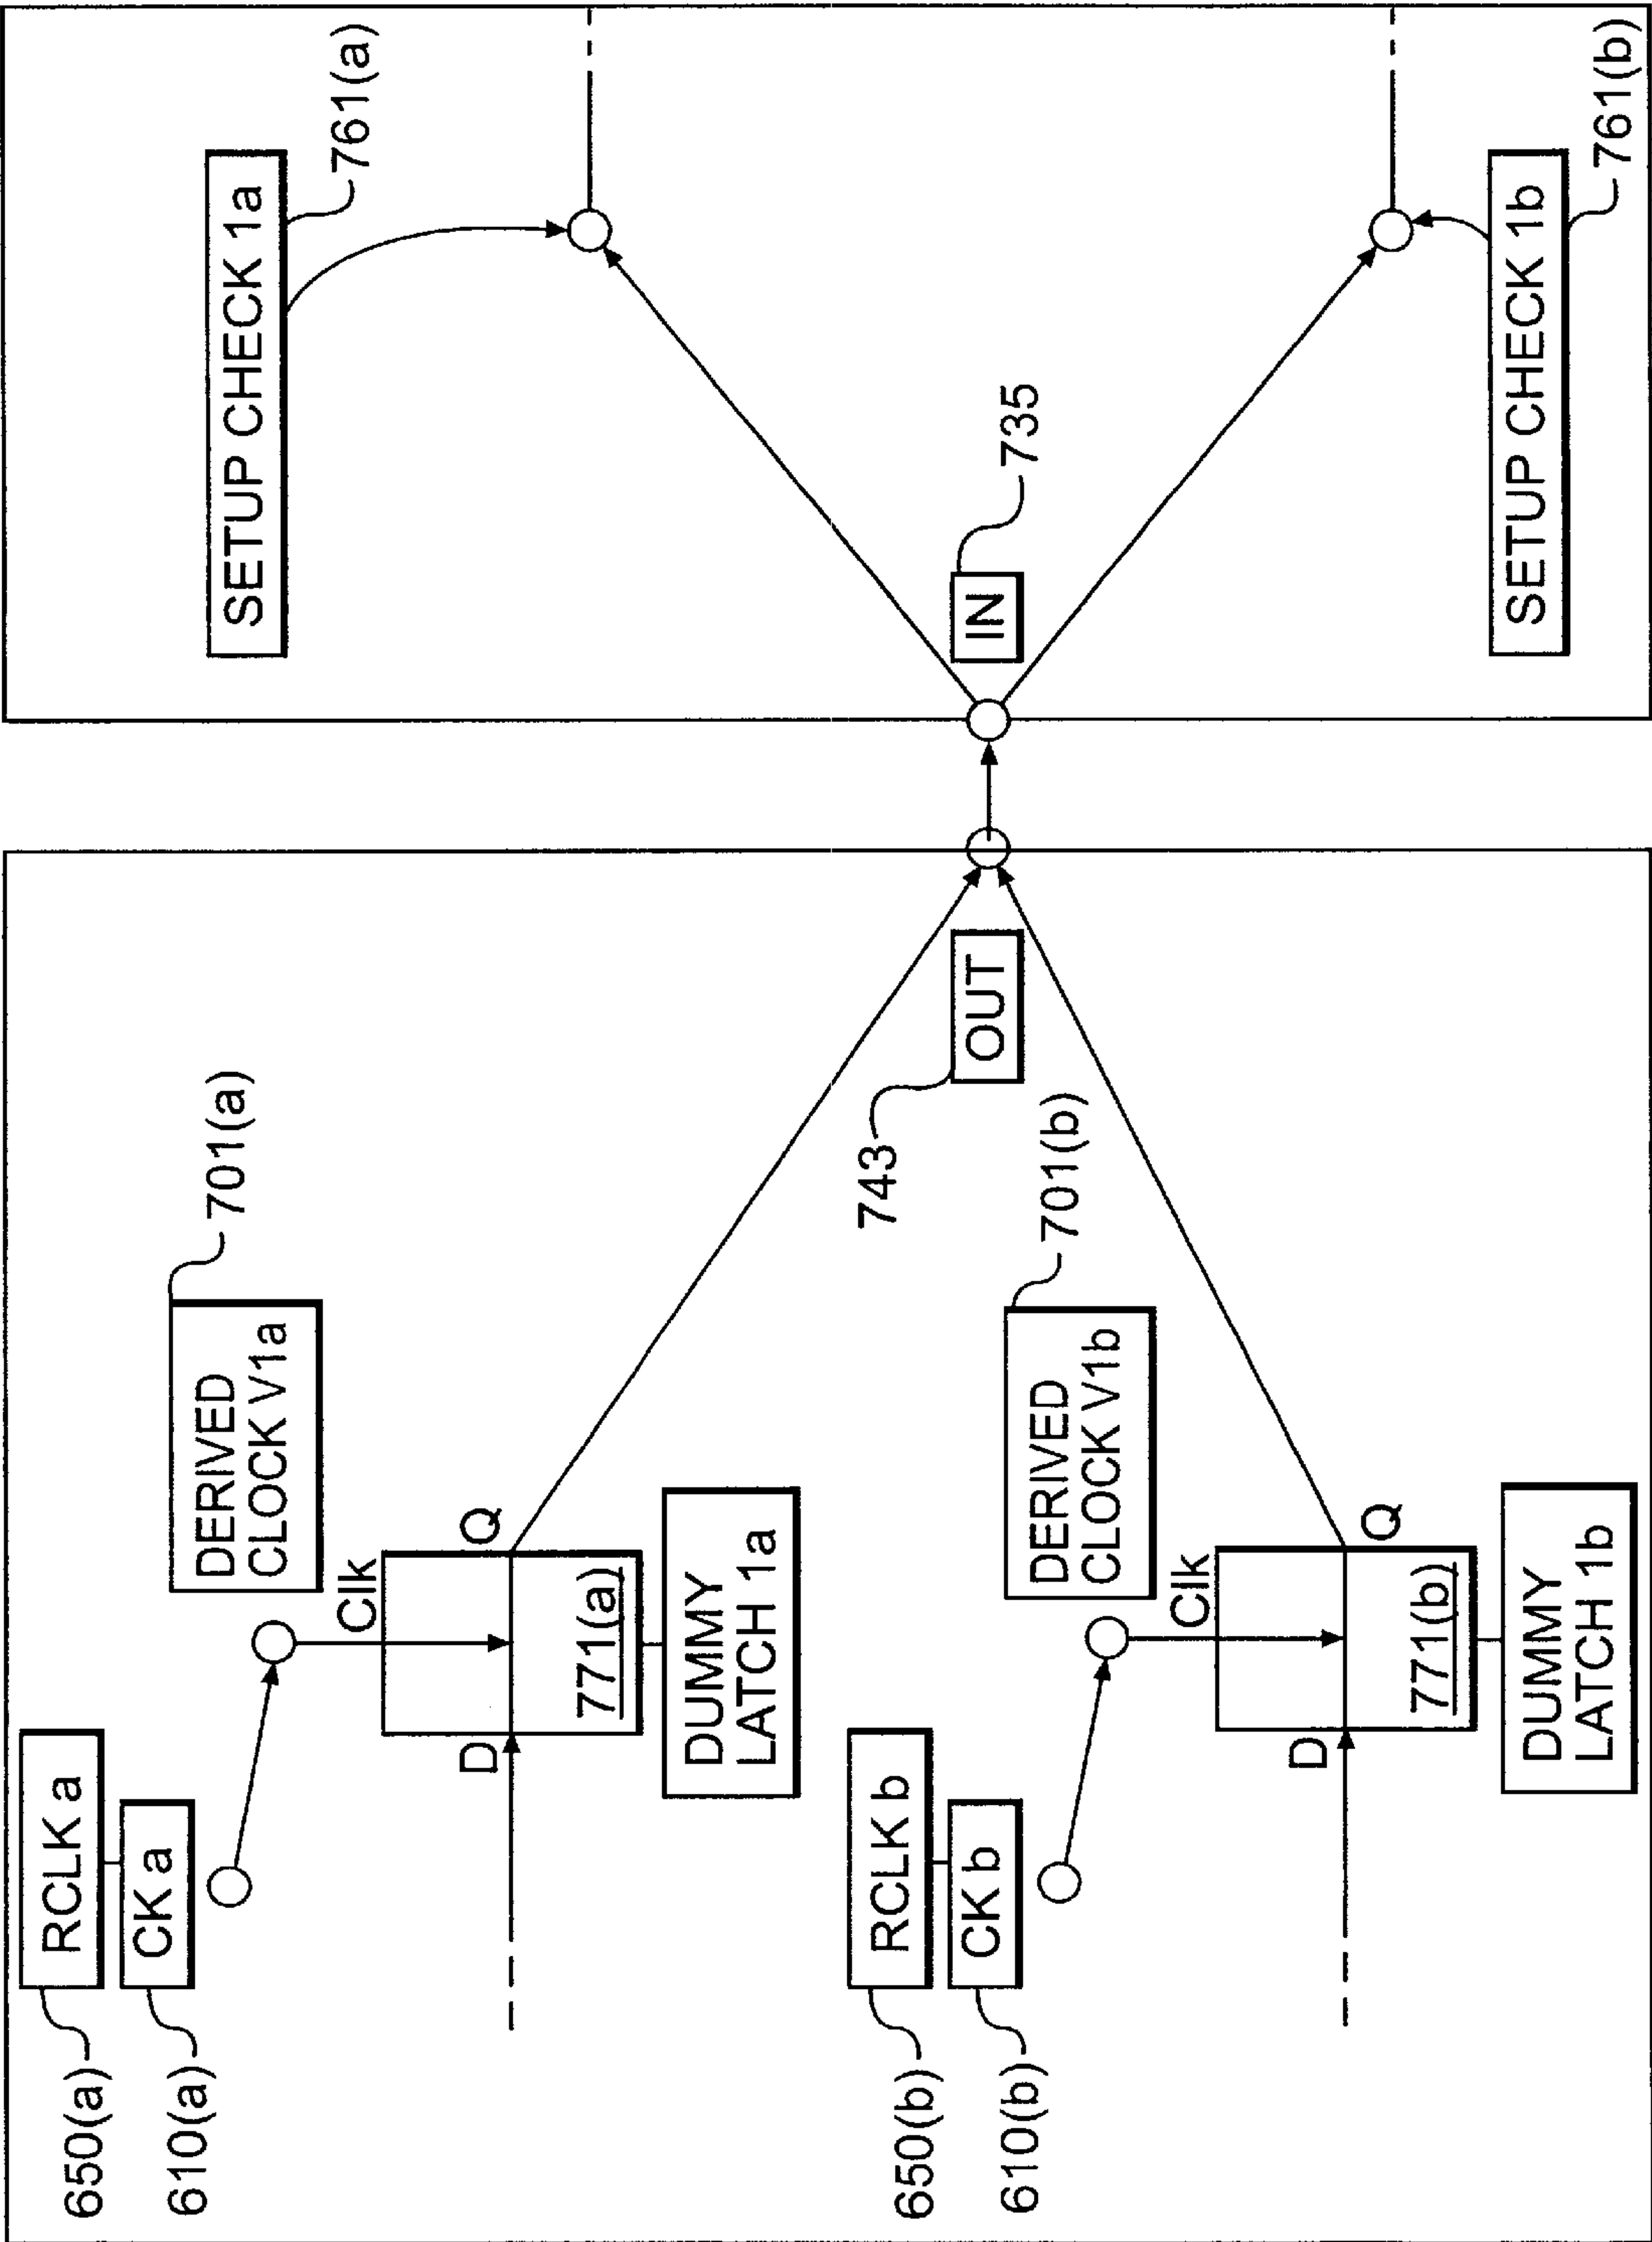 650(a)
RCLK a
610(a)
CK a
DERIVED
CLOCK V1a
701(a)
Clk
D
Q
771(a)
DUMMY
LATCH 1a
650(b)
RCLK b
610(b)
CK b
DERIVED
CLOCK V1b
701(b)
Clk
D
Q
771(b)
DUMMY
LATCH 1b
743
OUT
IN
735
SETUP CHECK 1a
761(a)
SETUP CHECK 1b
761(b)